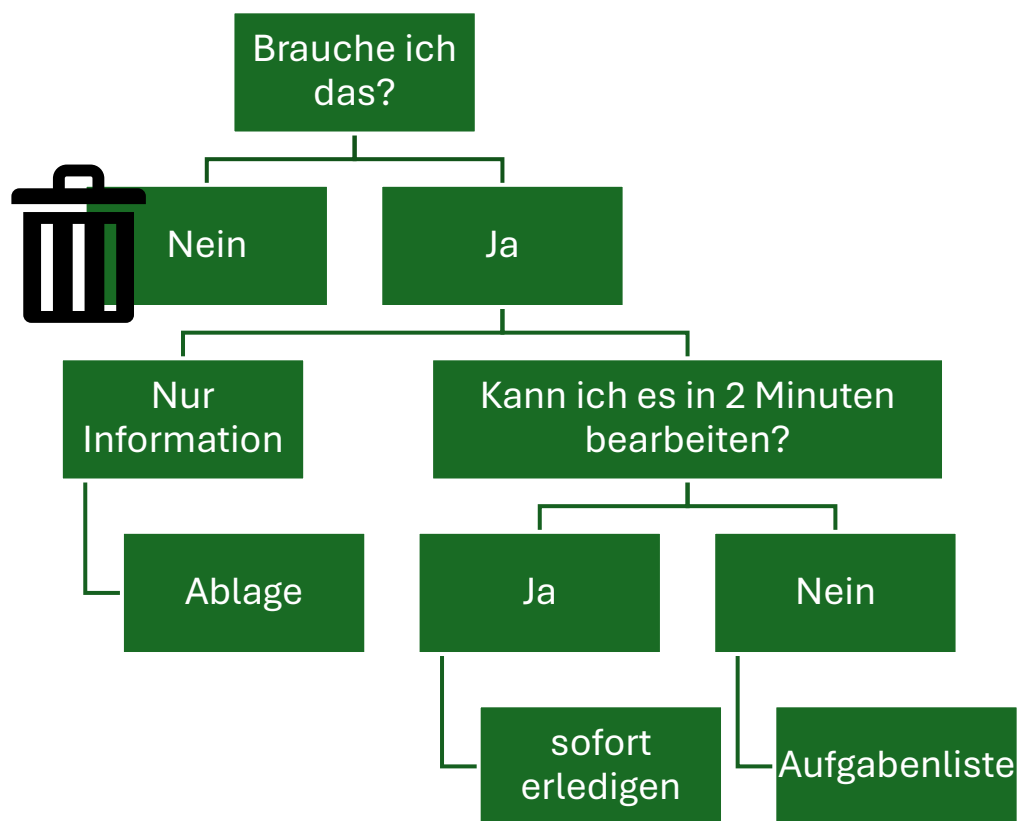 Brauche ich
das?
Nein
Ja
Nur
Information
Kann ich es in 2 Minuten
bearbeiten?
Ablage
Ja
Nein
sofort
erledigen
Aufgabenliste